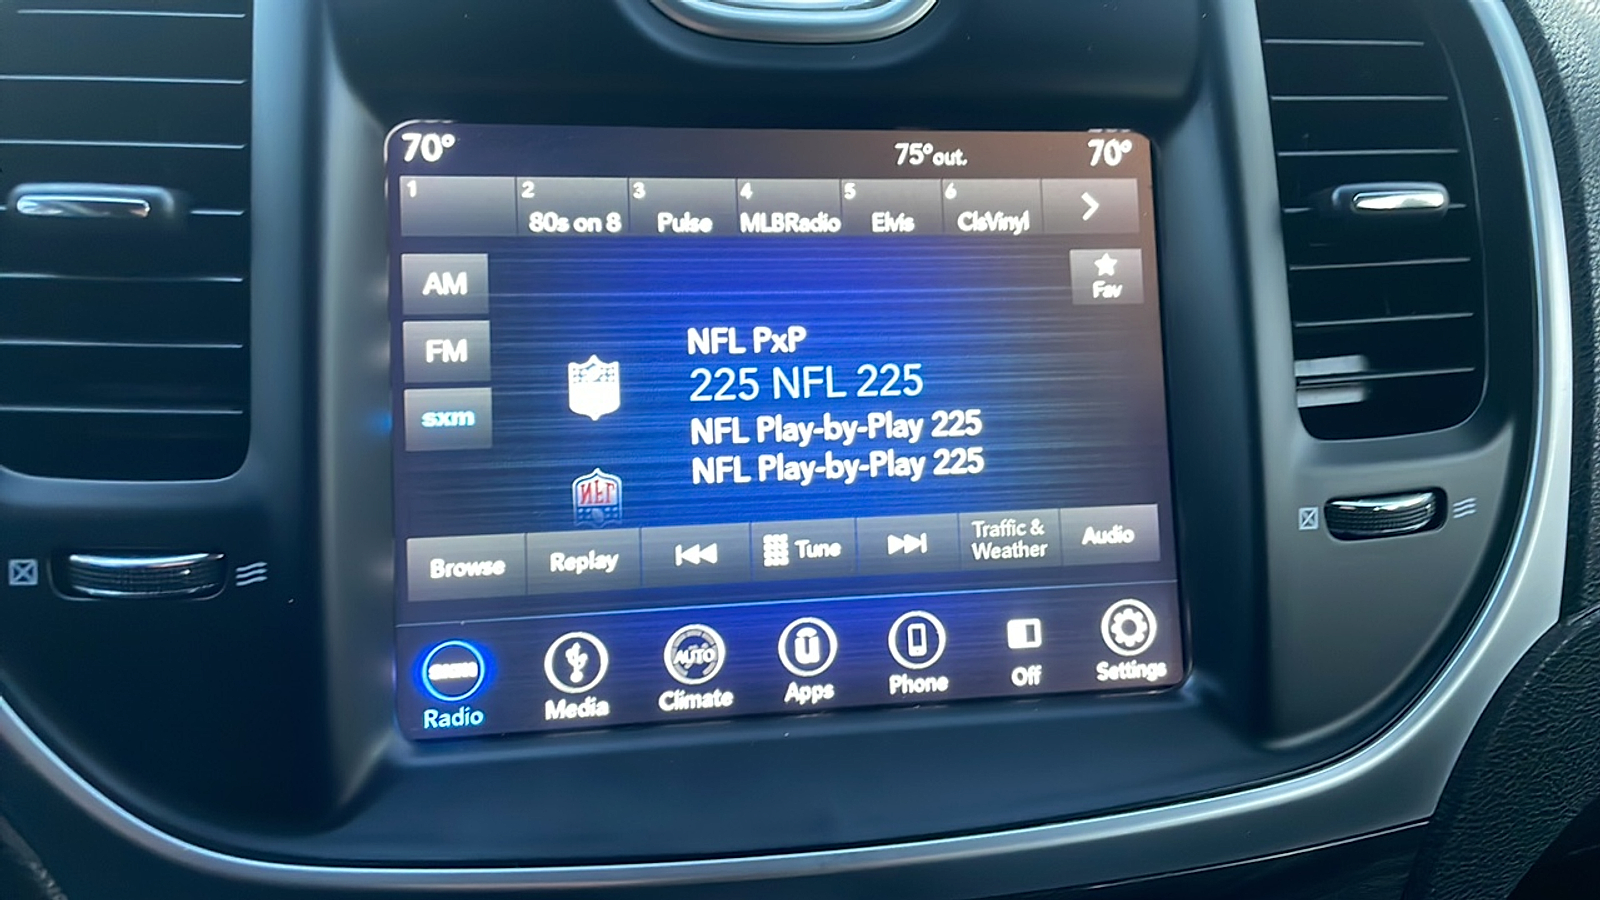 70° 75° out. 70°
1 2 3 4 5 6
80s on 8 Pulse MLBRadio Elvis ClsVinyl
AM
Fav
FM
sxm
NFL PxP
225 NFL 225
NFL Play-by-Play 225
NFL Play-by-Play 225
NFL
Browse Replay Tune Traffic & Weather Audio
AUTO
Radio Media Climate Apps Phone Off Settings